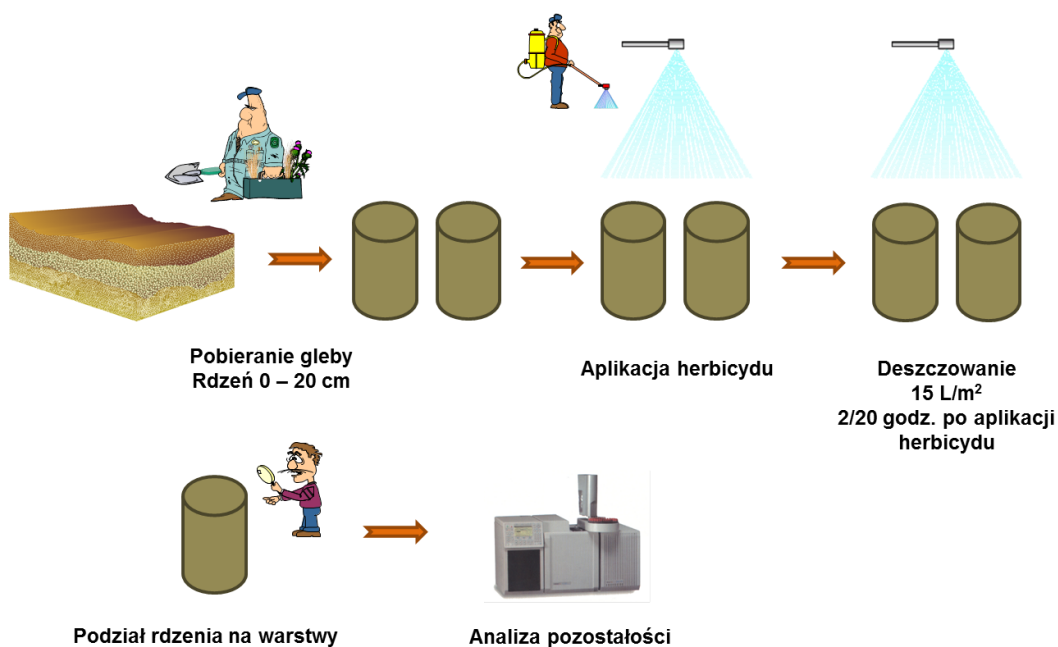 Pobieranie gleby
Rdzeń 0 – 20 cm
Aplikacja herbicydu
Deszczowanie
15 L/m²
2/20 godz. po aplikacji
herbicydu
Podział rdzenia na warstwy
Analiza pozostałości